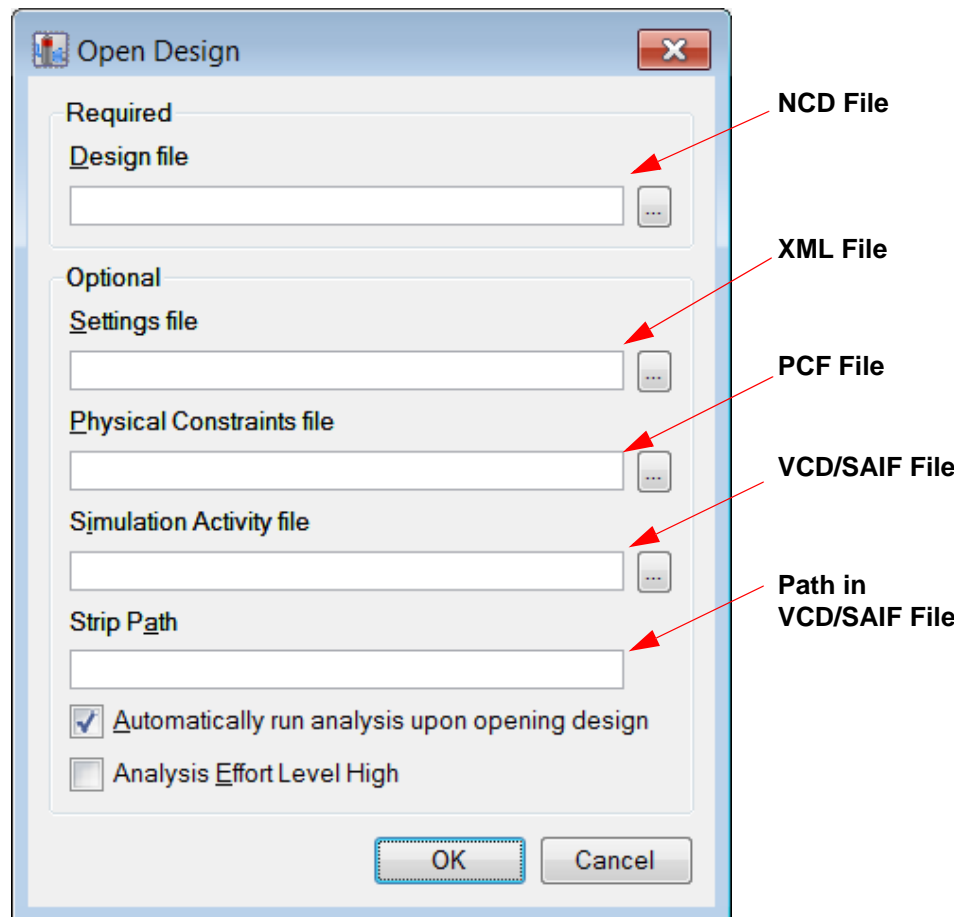 Open Design
NCD File
Required
Design file
...
XML File
Optional
Settings file
...
PCF File
Physical Constraints file
...
VCD/SAIF File
Simulation Activity file
...
Path in
VCD/SAIF File
Strip Path
Automatically run analysis upon opening design
Analysis Effort Level High
OK
Cancel